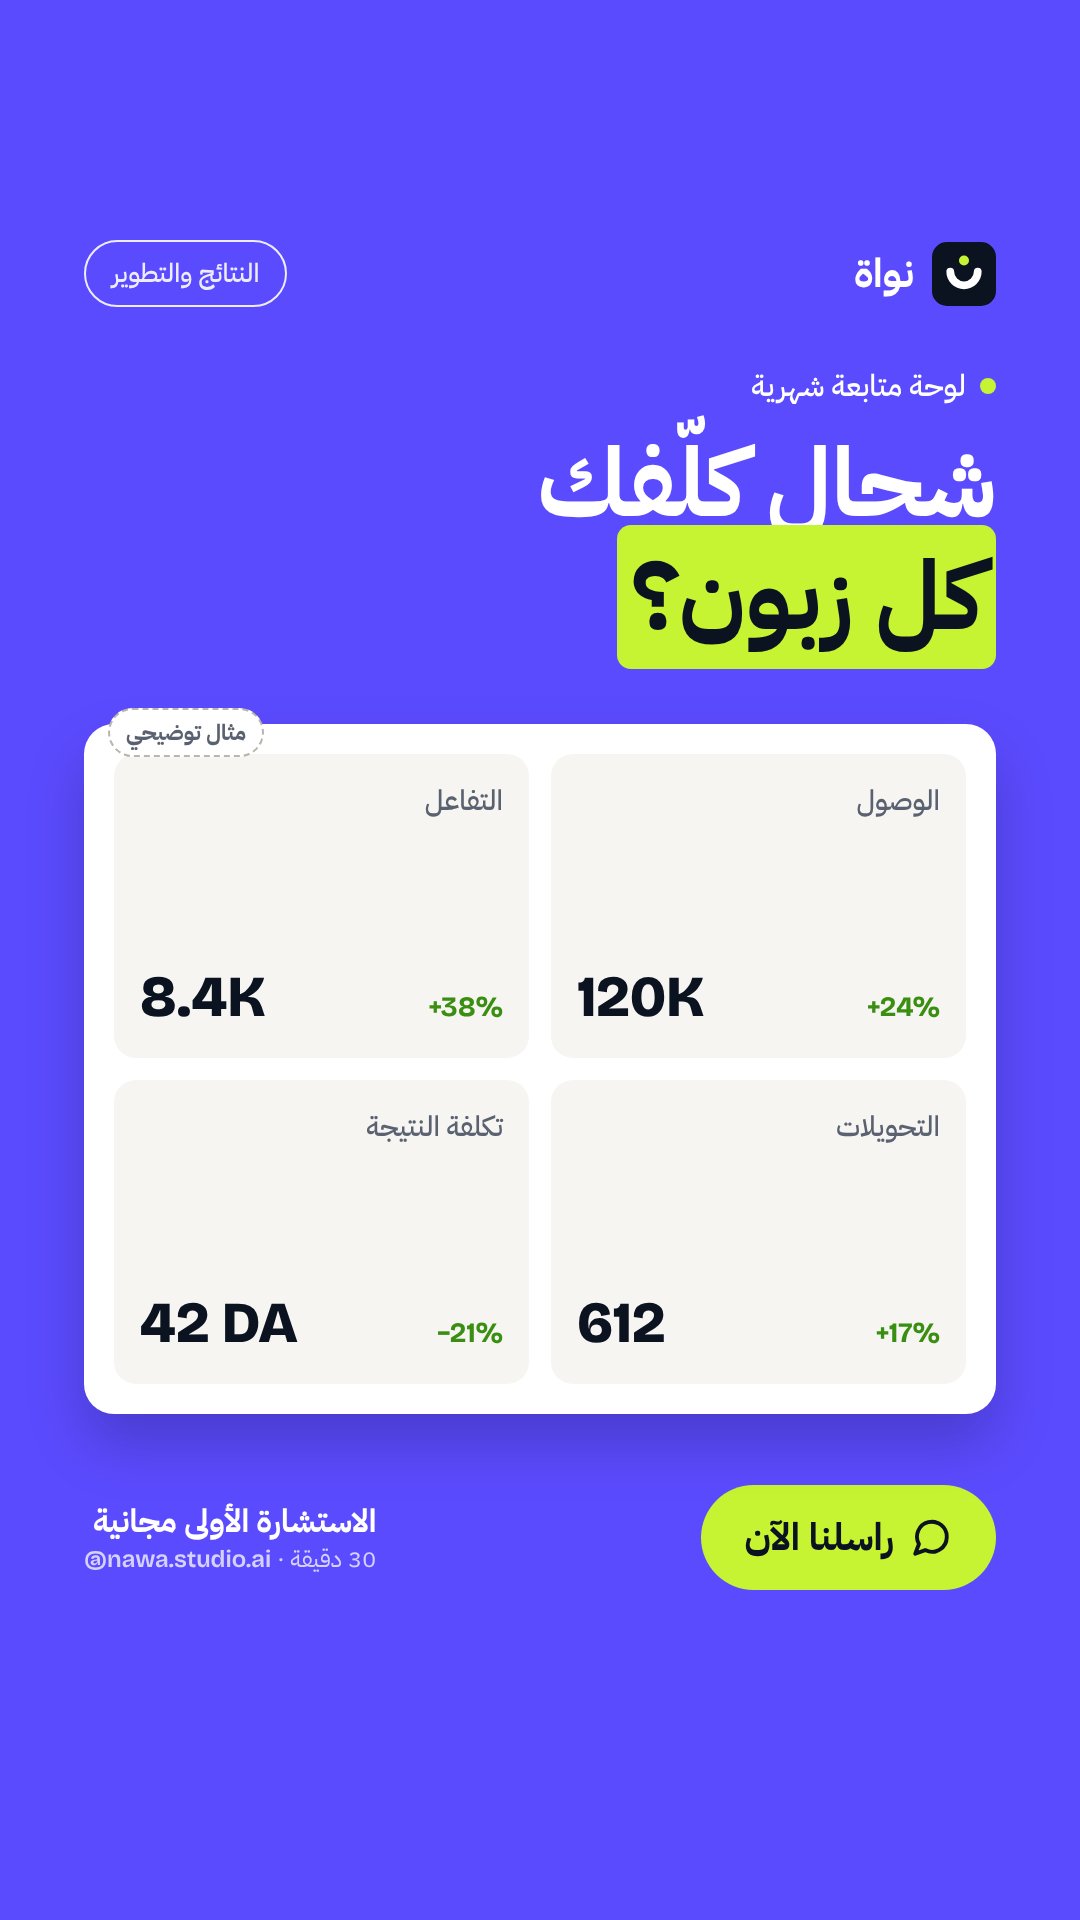 نواة
النتائج والتطوير
لوحة متابعة شهرية
شحال كلّفك
كل زبون؟
مثال توضيحي
الوصول
120K
+24%
التفاعل
8.4K
+38%
التحويلات
612
+17%
تكلفة النتيجة
42 DA
−21%
راسلنا الآن
الاستشارة الأولى مجانية
30 دقيقة · @nawa.studio.ai